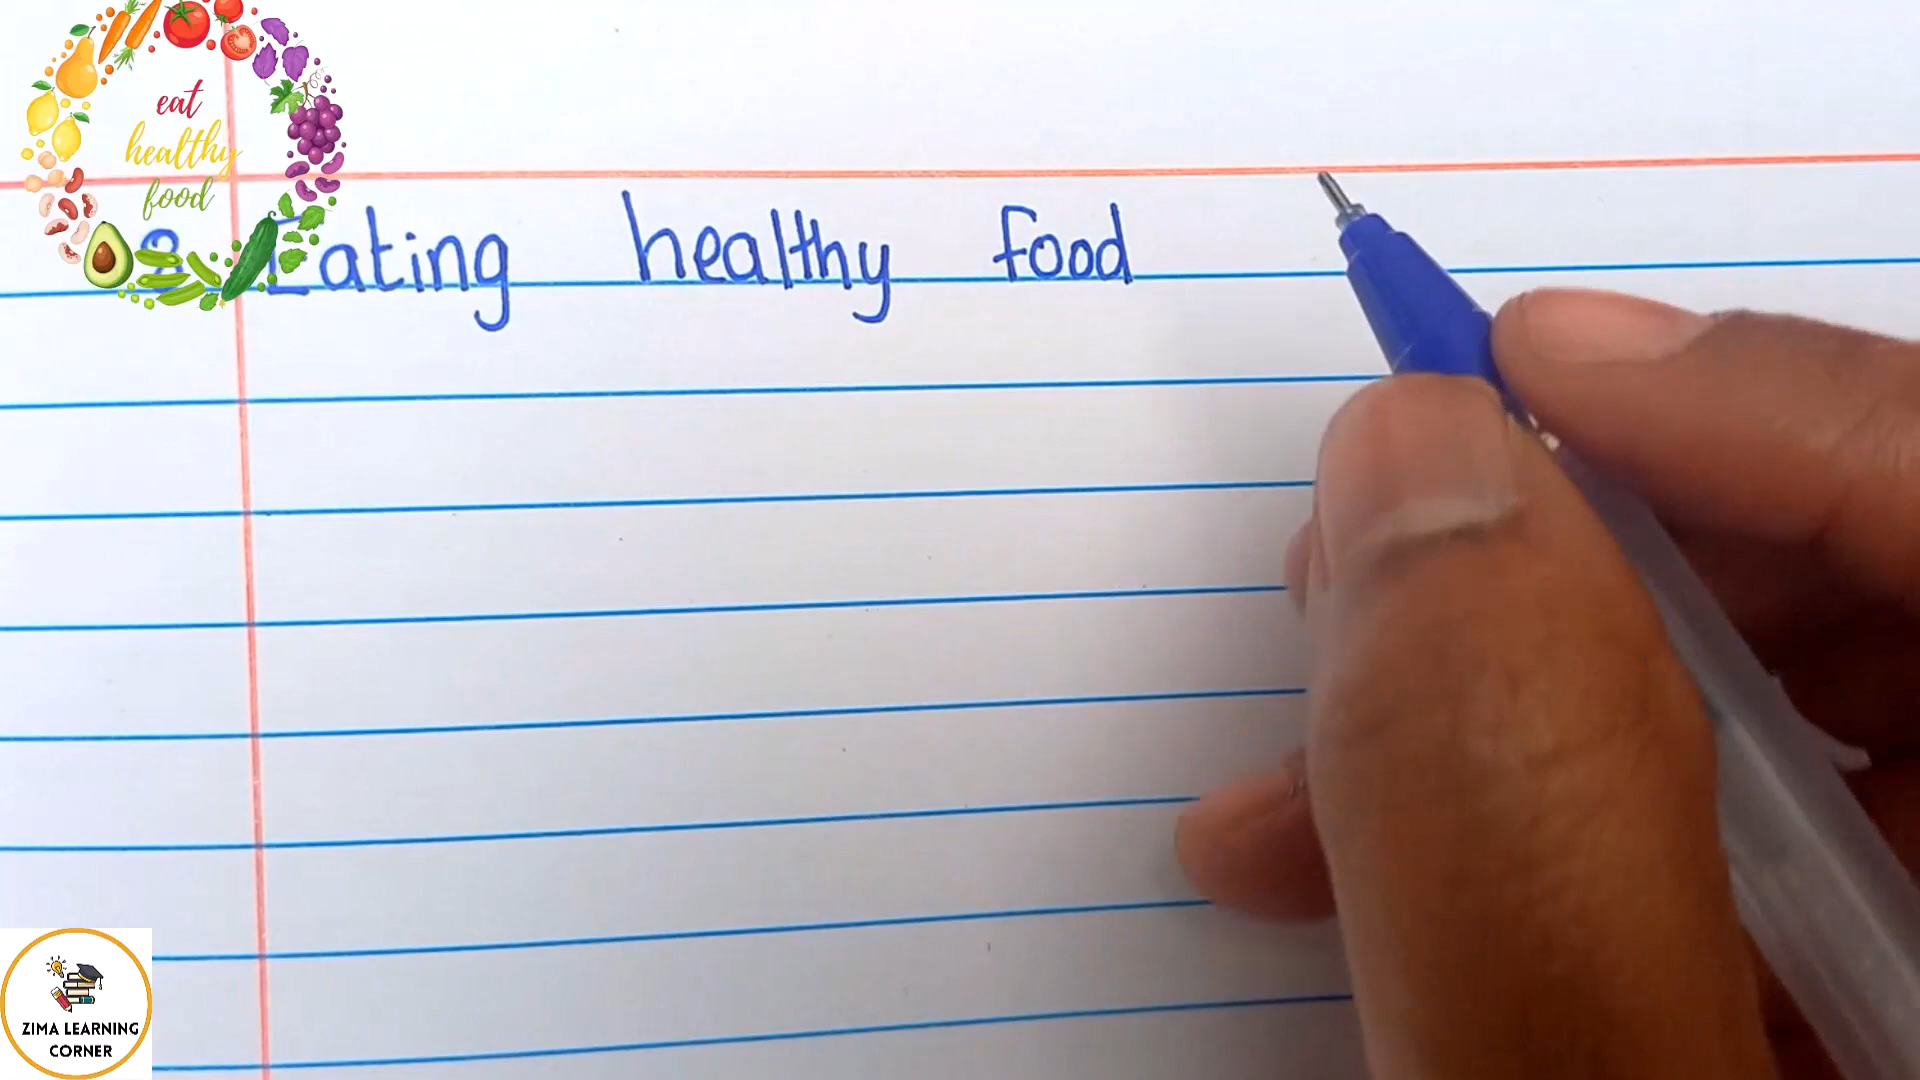 eat
healthy
food
Eating healthy food
ZIMA LEARNING
CORNER